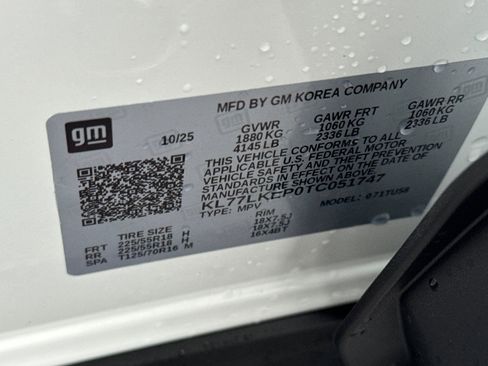 MFD BY GM KOREA COMPANY
gm
10/25
GVWR GAWR FRT GAWR RR
1880 KG 1060 KG 1060 KG
4145 LB 2336 LB 2336 LB
THIS VEHICLE CONFORMS TO ALL
APPLICABLE U.S. FEDERAL MOTOR
VEHICLE SAFETY AND THEFT PREVENTION
STANDARDS IN EFFECT ON THE DATE OF
MANUFACTURE SHOWN ABOVE.
KL77LKEP0TC051747
TYPE: MPV MODEL:
TIRE SIZE RIM
FRT 225/55R18 H 18X7.5J
RR 225/55R18 H 18X7.5J
SPA T125/70R16 M 16X4BT